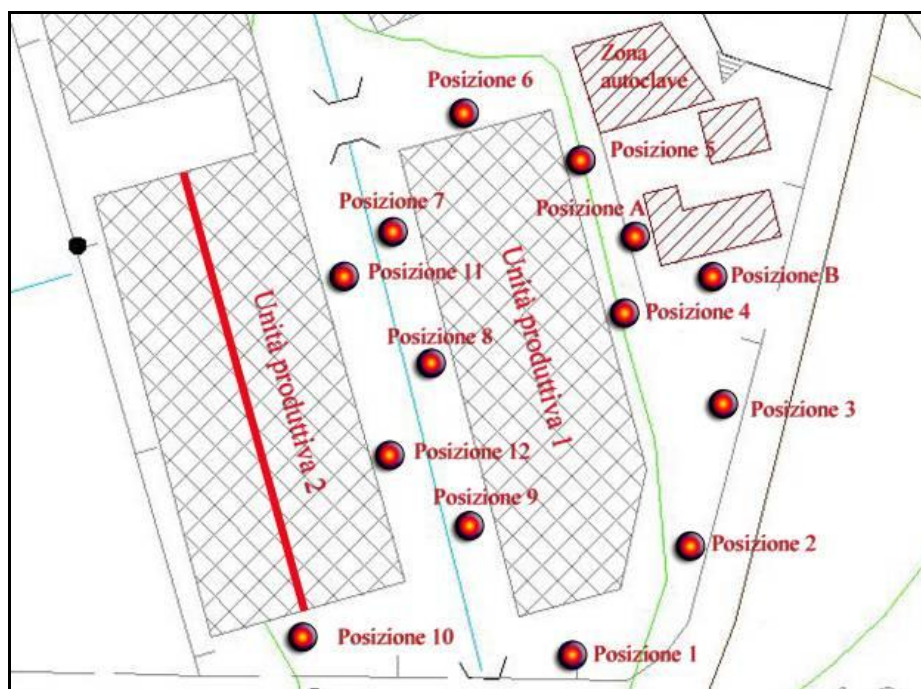 Zona
autoclave
Posizione 6
Posizione 5
Posizione 7
Posizione A
Posizione 11
Posizione B
Posizione 4
Posizione 8
Posizione 3
Unità produttiva 2
Unità produttiva 1
Posizione 12
Posizione 9
Posizione 2
Posizione 10
Posizione 1